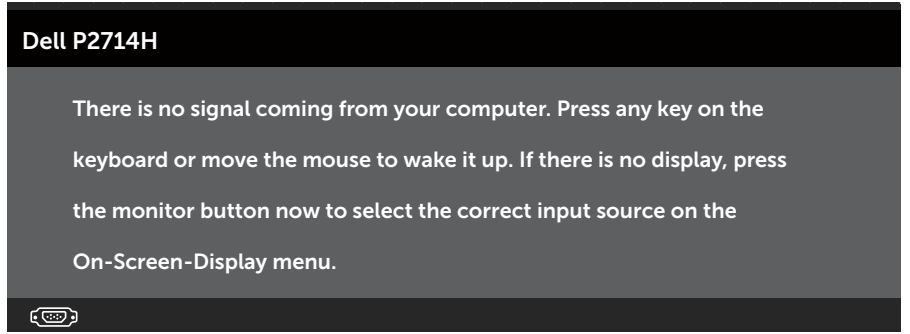 Dell P2714H
There is no signal coming from your computer. Press any key on the
keyboard or move the mouse to wake it up. If there is no display, press
the monitor button now to select the correct input source on the
On-Screen-Display menu.